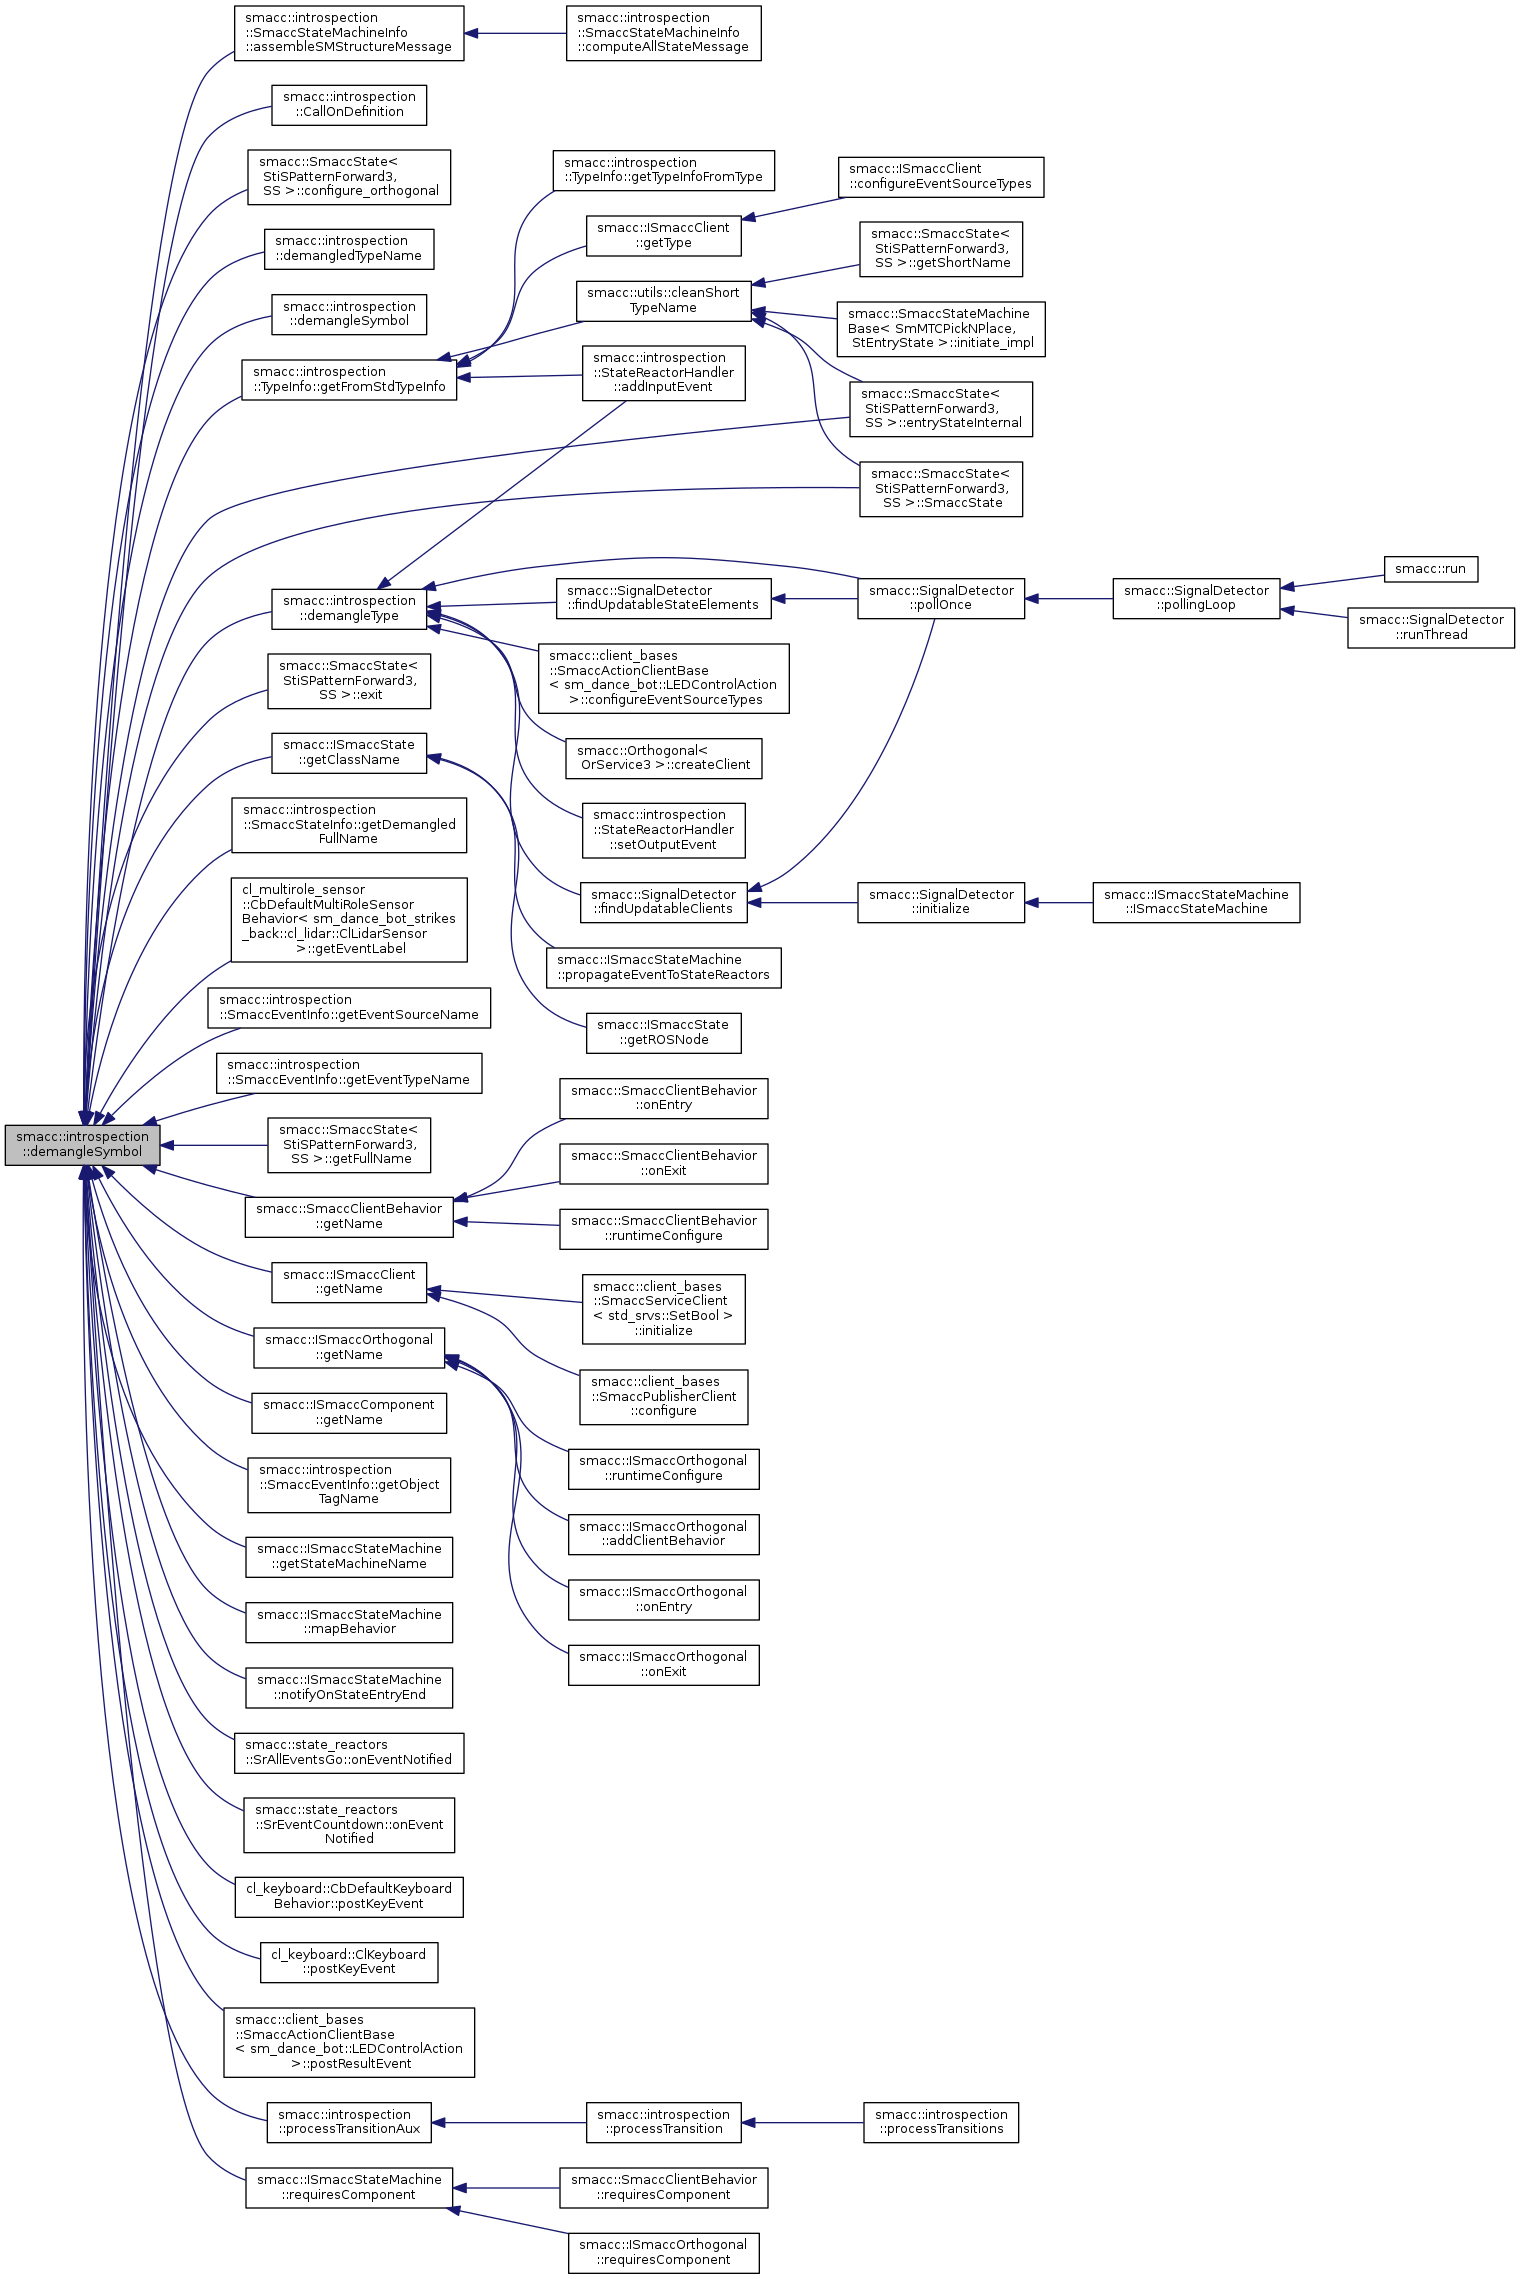 smacc::introspection
::SmaccStateMachineInfo
::assembleSMStructureMessage
smacc::introspection
::SmaccStateMachineInfo
::computeAllStateMessage
smacc::introspection
::CallOnDefinition
smacc::SmaccState<
StiSPatternForward3,
SS >::configure_orthogonal
smacc::introspection
::demangledTypeName
smacc::introspection
::demangleSymbol
smacc::introspection
::TypeInfo::getFromStdTypeInfo
smacc::introspection
::TypeInfo::getTypeInfoFromType
smacc::ISmaccClient
::getType
smacc::ISmaccClient
::configureEventSourceTypes
smacc::utils::cleanShort
TypeName
smacc::SmaccState<
StiSPatternForward3,
SS >::getShortName
smacc::SmaccStateMachine
Base< SmMTCPickNPlace,
StEntryState >::initiate_impl
smacc::introspection
::StateReactorHandler
::addInputEvent
smacc::SmaccState<
StiSPatternForward3,
SS >::entryStateInternal
smacc::SmaccState<
StiSPatternForward3,
SS >::SmaccState
smacc::introspection
::demangleType
smacc::SignalDetector
::findUpdatableStateElements
smacc::SignalDetector
::pollOnce
smacc::SignalDetector
::pollingLoop
smacc::run
smacc::SignalDetector
::runThread
smacc::client_bases
::SmaccActionClientBase
< sm_dance_bot::LEDControlAction
>::configureEventSourceTypes
smacc::SmaccState<
StiSPatternForward3,
SS >::exit
smacc::ISmaccState
::getClassName
smacc::Orthogonal<
OrService3 >::createClient
smacc::introspection
::SmaccStateInfo::getDemangled
FullName
smacc::introspection
::StateReactorHandler
::setOutputEvent
cl_multirole_sensor
::CbDefaultMultiRoleSensor
Behavior< sm_dance_bot_strikes
_back::cl_lidar::ClLidarSensor
>::getEventLabel
smacc::SignalDetector
::findUpdatableClients
smacc::SignalDetector
::initialize
smacc::ISmaccStateMachine
::ISmaccStateMachine
smacc::ISmaccStateMachine
::propagateEventToStateReactors
smacc::introspection
::SmaccEventInfo::getEventSourceName
smacc::ISmaccState
::getROSNode
smacc::introspection
::SmaccEventInfo::getEventTypeName
smacc::introspection
::demangleSymbol
smacc::SmaccState<
StiSPatternForward3,
SS >::getFullName
smacc::SmaccClientBehavior
::onEntry
smacc::SmaccClientBehavior
::onExit
smacc::SmaccClientBehavior
::getName
smacc::SmaccClientBehavior
::runtimeConfigure
smacc::ISmaccClient
::getName
smacc::client_bases
::SmaccServiceClient
< std_srvs::SetBool >
::initialize
smacc::ISmaccOrthogonal
::getName
smacc::client_bases
::SmaccPublisherClient
::configure
smacc::ISmaccComponent
::getName
smacc::introspection
::SmaccEventInfo::getObject
TagName
smacc::ISmaccOrthogonal
::runtimeConfigure
smacc::ISmaccOrthogonal
::addClientBehavior
smacc::ISmaccStateMachine
::getStateMachineName
smacc::ISmaccOrthogonal
::onEntry
smacc::ISmaccStateMachine
::mapBehavior
smacc::ISmaccOrthogonal
::onExit
smacc::ISmaccStateMachine
::notifyOnStateEntryEnd
smacc::state_reactors
::SrAllEventsGo::onEventNotified
smacc::state_reactors
::SrEventCountdown::onEvent
Notified
cl_keyboard::CbDefaultKeyboard
Behavior::postKeyEvent
cl_keyboard::ClKeyboard
::postKeyEvent
smacc::client_bases
::SmaccActionClientBase
< sm_dance_bot::LEDControlAction
>::postResultEvent
smacc::introspection
::processTransitionAux
smacc::introspection
::processTransition
smacc::introspection
::processTransitions
smacc::ISmaccStateMachine
::requiresComponent
smacc::SmaccClientBehavior
::requiresComponent
smacc::ISmaccOrthogonal
::requiresComponent